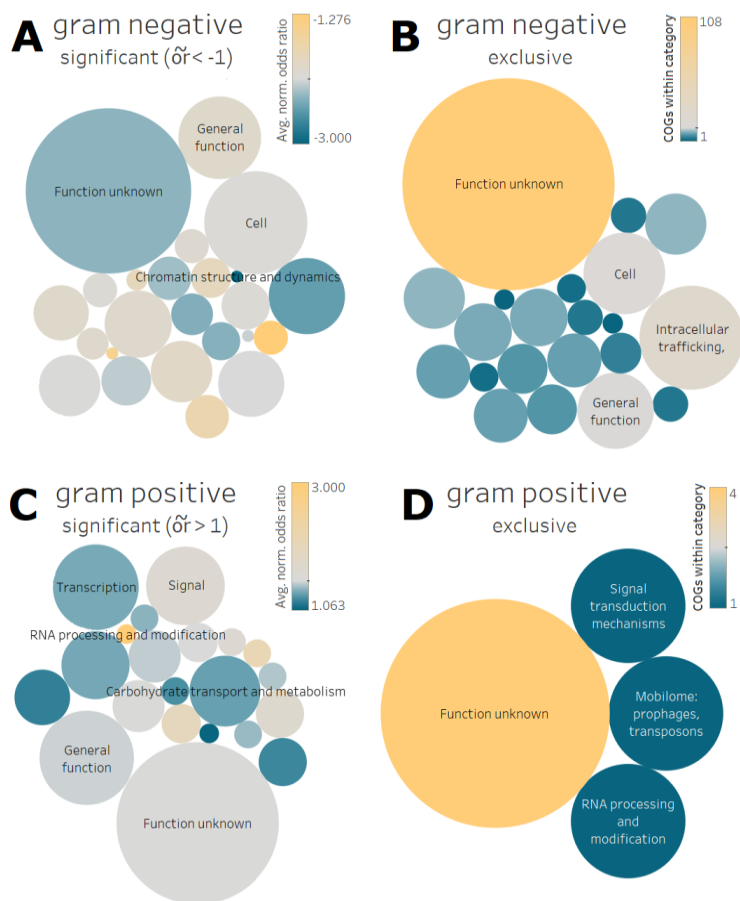 A
gram negative
significant (õr< -1)
Avg. norm. odds ratio
-1.276
-3.000
General
function
Function unknown
Cell
Chromatin structure and dynamics
B
gram negative
exclusive
COGs within category
108
1
Function unknown
Cell
Intracellular
trafficking,
General
function
C
gram positive
significant (õr > 1)
Avg. norm. odds ratio
3.000
1.063
Transcription
Signal
RNA processing and modification
Carbohydrate transport and metabolism
General
function
Function unknown
D
gram positive
exclusive
COGs within category
4
1
Signal
transduction
mechanisms
Function unknown
Mobilome:
prophages,
transposons
RNA processing
and
modification